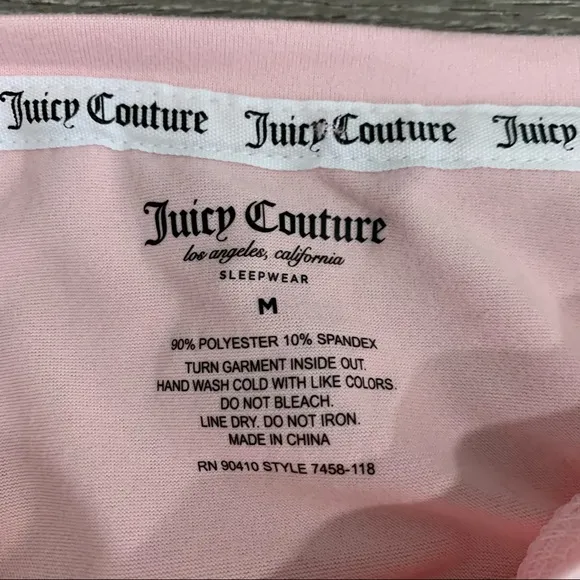 Juicy Couture Juicy Couture Juicy
Juicy Couture
los angeles, california
SLEEPWEAR
M
90% POLYESTER 10% SPANDEX
TURN GARMENT INSIDE OUT.
HAND WASH COLD WITH LIKE COLORS.
DO NOT BLEACH.
LINE DRY. DO NOT IRON.
MADE IN CHINA
RN 90410 STYLE 7458-118